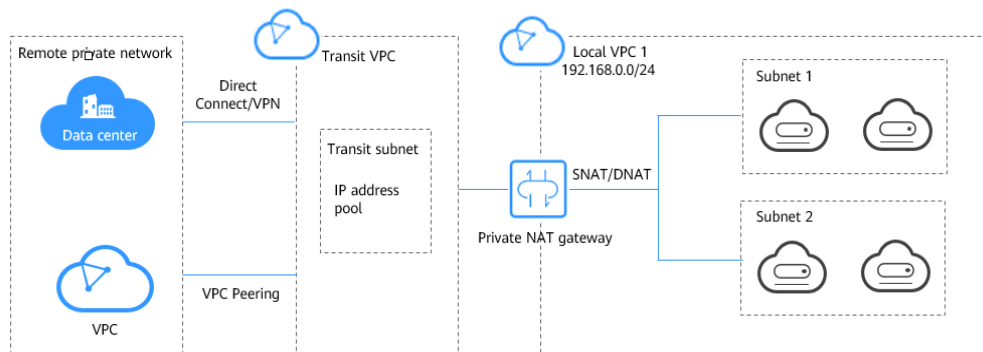 Remote private network
Data center
VPC
Direct
Connect/VPN
VPC Peering
Transit VPC
Transit subnet
IP address
pool
Private NAT gateway
Local VPC 1
192.168.0.0/24
SNAT/DNAT
Subnet 1
Subnet 2